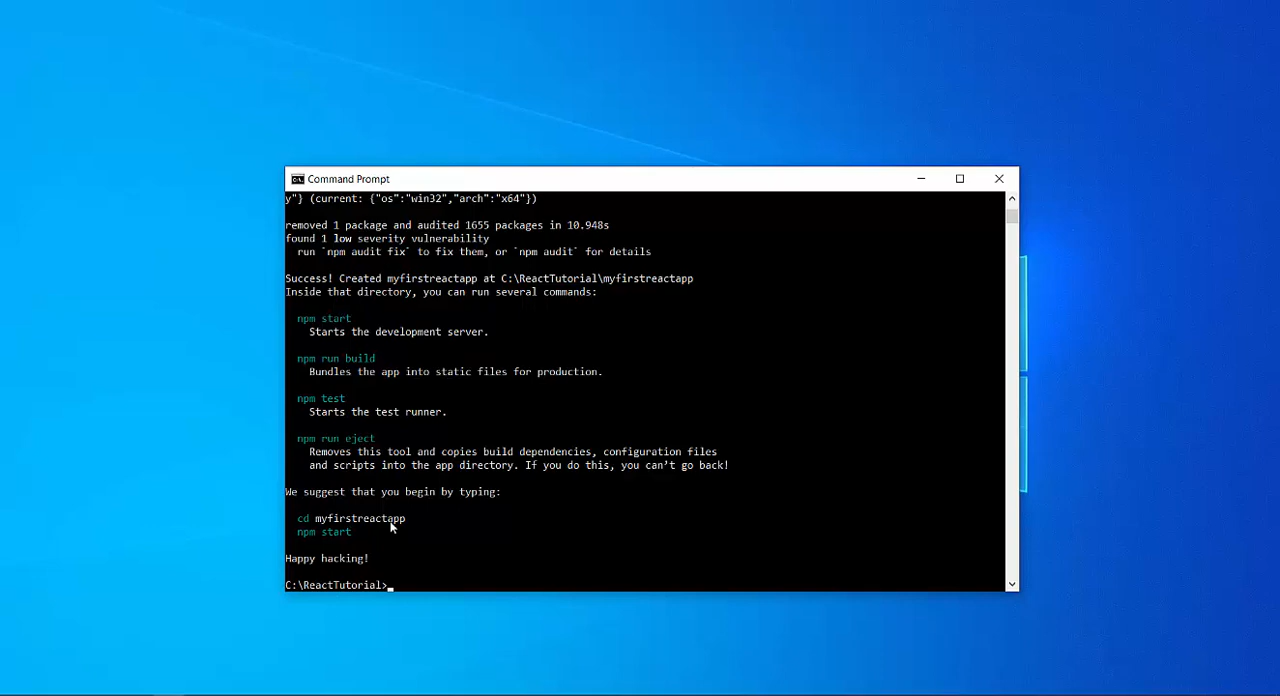 Command Prompt
y"} (current: {"os":"win32","arch":"x64"})
removed 1 package and audited 1655 packages in 10.948s
found 1 low severity vulnerability
run `npm audit fix` to fix them, or `npm audit` for details
Success! Created myfirstreactapp at C:\ReactTutorial\myfirstreactapp
Inside that directory, you can run several commands:
npm start
Starts the development server.
npm run build
Bundles the app into static files for production.
npm test
Starts the test runner.
npm run eject
Removes this tool and copies build dependencies, configuration files
and scripts into the app directory. If you do this, you can’t go back!
We suggest that you begin by typing:
cd myfirstreactapp
npm start
Happy hacking!
C:\ReactTutorial>